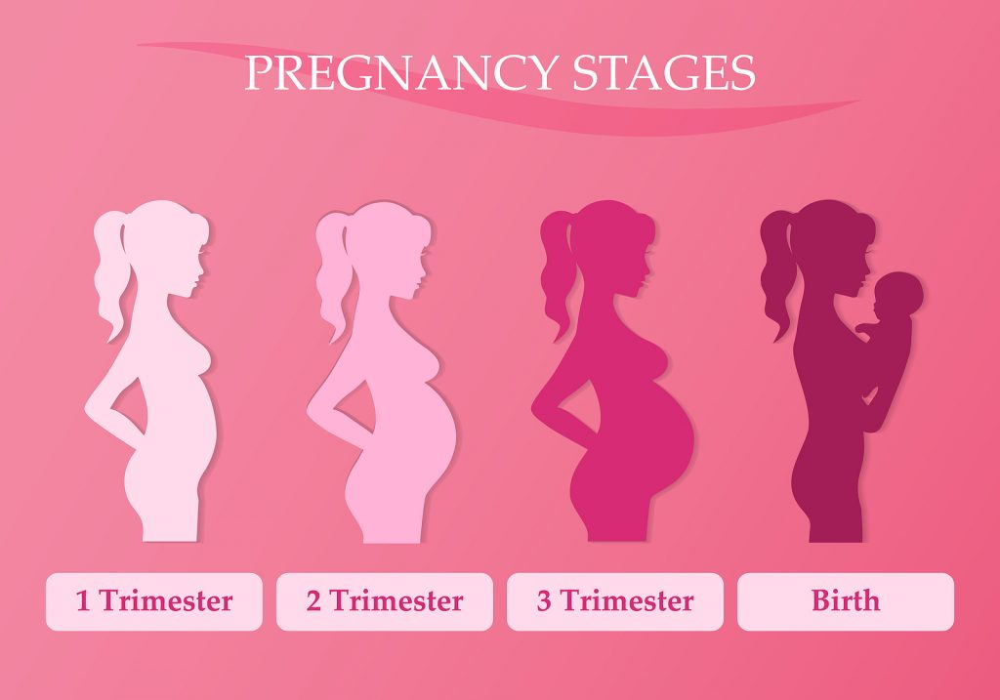 PREGNANCY STAGES
1 Trimester
2 Trimester
3 Trimester
Birth